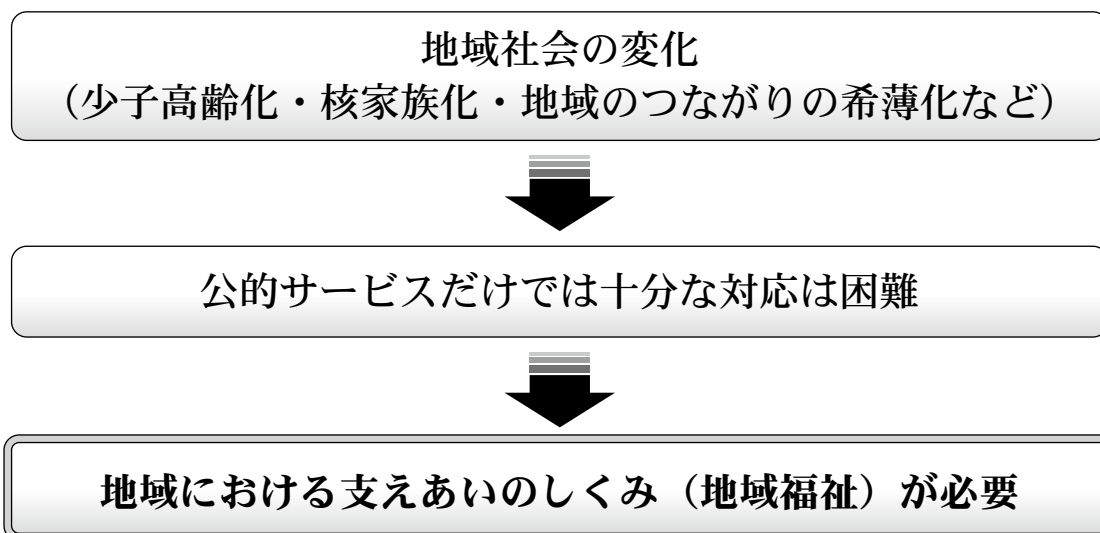 地域社会の変化
（少子高齢化・核家族化・地域のつながりの希薄化など）
公的サービスだけでは十分な対応は困難
地域における支えあいのしくみ（地域福祉）が必要